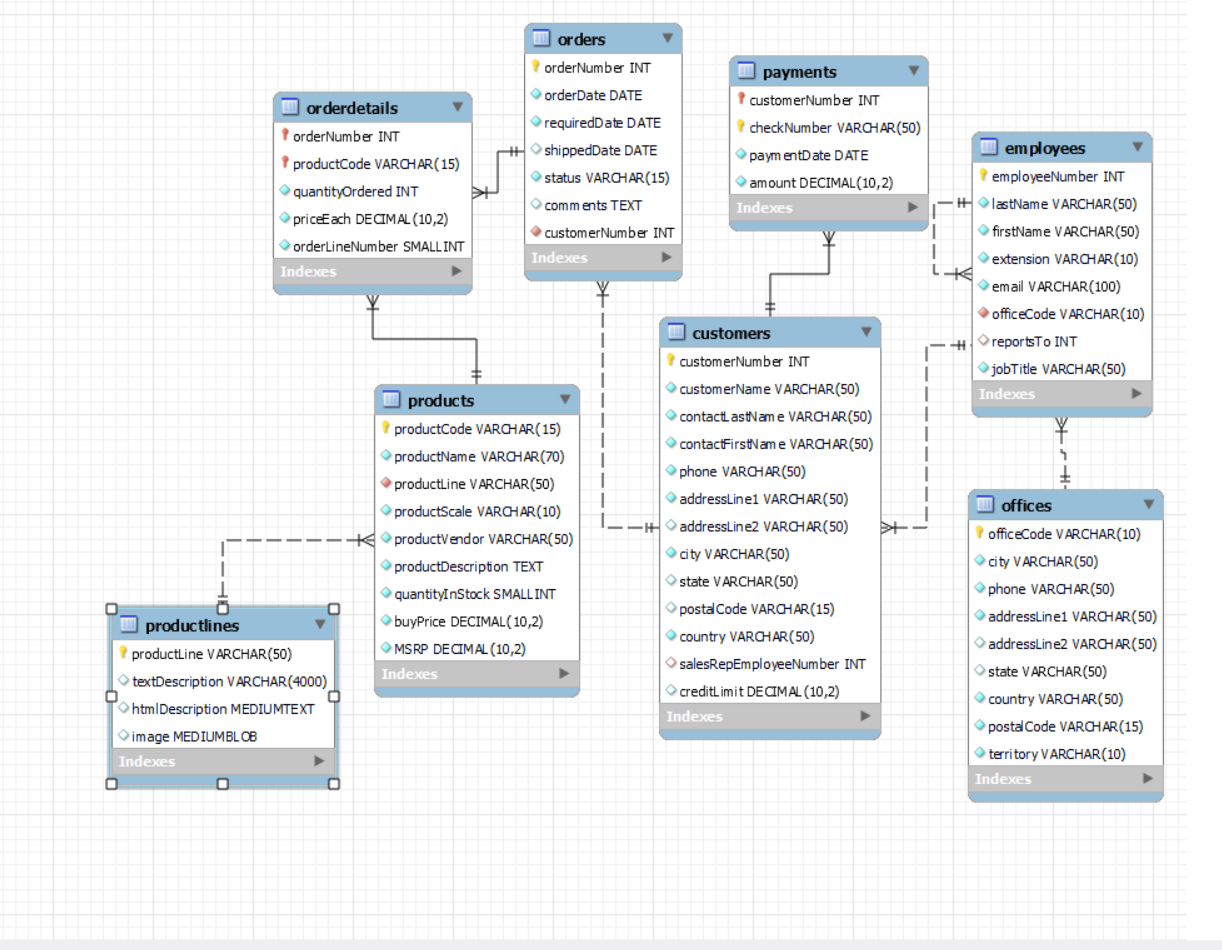 orders
orderNumber INT
orderDate DATE
requiredDate DATE
shippedDate DATE
status VARCHAR(15)
comments TEXT
customerNumber INT
Indexes
payments
customerNumber INT
checkNumber VARCHAR(50)
paymentDate DATE
amount DECIMAL(10,2)
Indexes
orderdetails
orderNumber INT
productCode VARCHAR(15)
quantityOrdered INT
priceEach DECIMAL(10,2)
orderLineNumber SMALLINT
Indexes
employees
employeeNumber INT
lastName VARCHAR(50)
firstName VARCHAR(50)
extension VARCHAR(10)
email VARCHAR(100)
officeCode VARCHAR(10)
reportsTo INT
jobTitle VARCHAR(50)
Indexes
customers
customerNumber INT
customerName VARCHAR(50)
contactLastName VARCHAR(50)
contactFirstName VARCHAR(50)
phone VARCHAR(50)
addressLine1 VARCHAR(50)
addressLine2 VARCHAR(50)
city VARCHAR(50)
state VARCHAR(50)
postalCode VARCHAR(15)
country VARCHAR(50)
salesRepEmployeeNumber INT
creditLimit DECIMAL(10,2)
Indexes
products
productCode VARCHAR(15)
productName VARCHAR(70)
productLine VARCHAR(50)
productScale VARCHAR(10)
productVendor VARCHAR(50)
productDescription TEXT
quantityInStock SMALLINT
buyPrice DECIMAL(10,2)
MSRP DECIMAL(10,2)
Indexes
offices
officeCode VARCHAR(10)
city VARCHAR(50)
phone VARCHAR(50)
addressLine1 VARCHAR(50)
addressLine2 VARCHAR(50)
state VARCHAR(50)
country VARCHAR(50)
postalCode VARCHAR(15)
territory VARCHAR(10)
Indexes
productlines
productLine VARCHAR(50)
textDescription VARCHAR(4000)
htmlDescription MEDIUMTEXT
image MEDIUMBLOB
Indexes